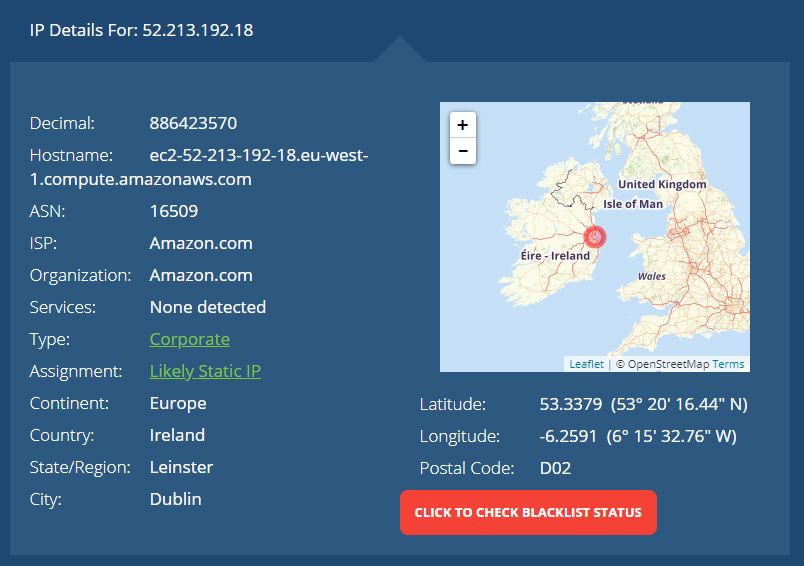 IP Details For: 52.213.192.18
Decimal: 886423570
Hostname: ec2-52-213-192-18.eu-west-
1.compute.amazonaws.com
ASN: 16509
ISP: Amazon.com
Organization: Amazon.com
Services: None detected
Type: Corporate
Assignment: Likely Static IP
Continent: Europe
Country: Ireland
State/Region: Leinster
City: Dublin
+
−
United Kingdom
Isle of Man
Éire - Ireland
Wales
Leaflet | © OpenStreetMap Terms
Latitude: 53.3379 (53° 20' 16.44" N)
Longitude: -6.2591 (6° 15' 32.76" W)
Postal Code: D02
CLICK TO CHECK BLACKLIST STATUS